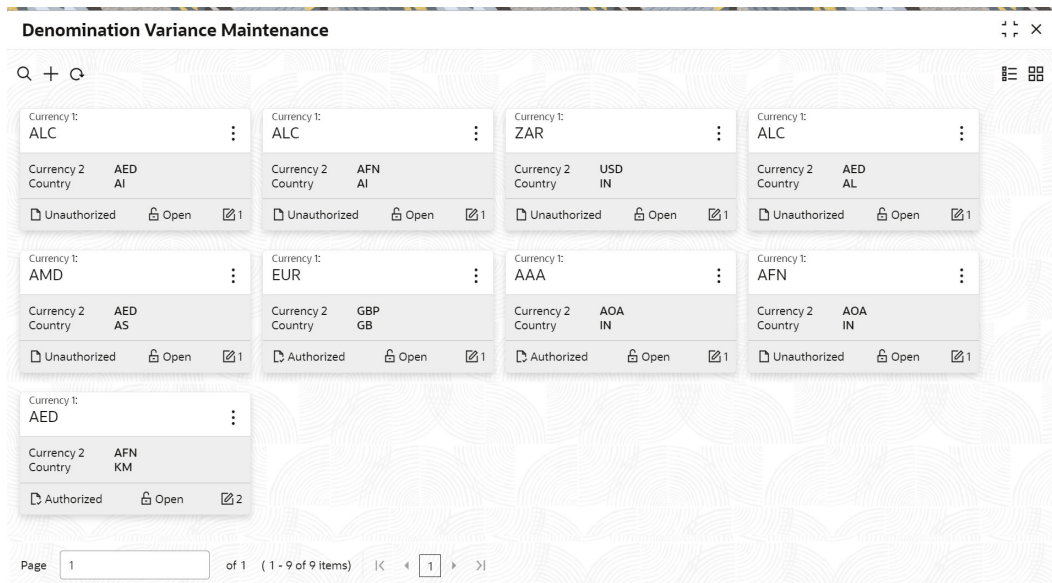 Denomination Variance Maintenance
Currency 1:
ALC
Currency 2 AED
Country AI
Unauthorized Open 1
Currency 1:
ALC
Currency 2 AFN
Country AI
Unauthorized Open 1
Currency 1:
ZAR
Currency 2 USD
Country IN
Unauthorized Open 1
Currency 1:
ALC
Currency 2 AED
Country AL
Unauthorized Open 1
Currency 1:
AMD
Currency 2 AED
Country AS
Unauthorized Open 1
Currency 1:
EUR
Currency 2 GBP
Country GB
Authorized Open 1
Currency 1:
AAA
Currency 2 AOA
Country IN
Authorized Open 1
Currency 1:
AFN
Currency 2 AOA
Country IN
Unauthorized Open 1
Currency 1:
AED
Currency 2 AFN
Country KM
Authorized Open 2
Page 1 of 1 (1 - 9 of 9 items) 1